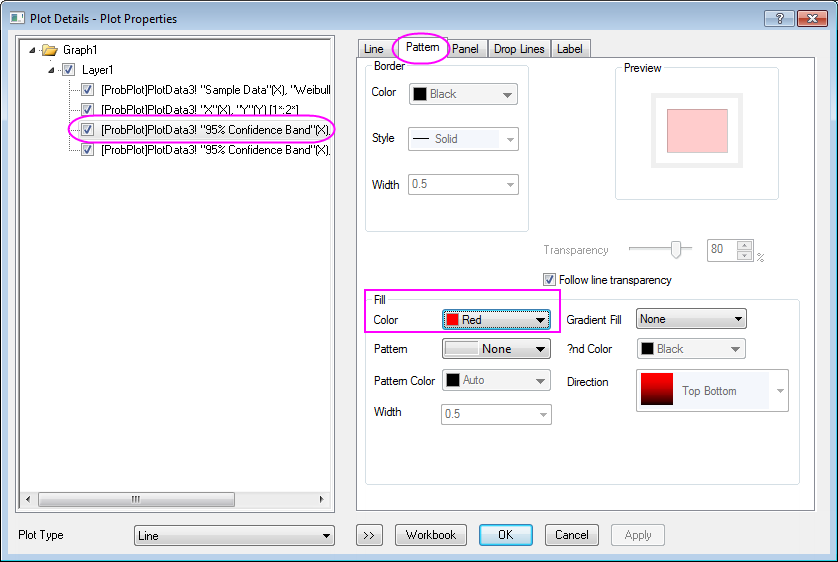 Plot Details - Plot Properties
?
Graph1
Layer1
[ProbPlot]PlotData3! "Sample Data"(X), "Weibull
[ProbPlot]PlotData3! "X"(X), "Y"(Y) [1*:2*]
[ProbPlot]PlotData3! "95% Confidence Band"(X),
[ProbPlot]PlotData3! "95% Confidence Band"(X),
Line Pattern Panel Drop Lines Label
Border
Color Black
Style Solid
Width 0.5
Preview
Transparency 80 %
Follow line transparency
Fill
Color Red
Gradient Fill None
Pattern None
?nd Color Black
Pattern Color Auto
Direction Top Bottom
Width 0.5
Plot Type Line
>> Workbook OK Cancel Apply